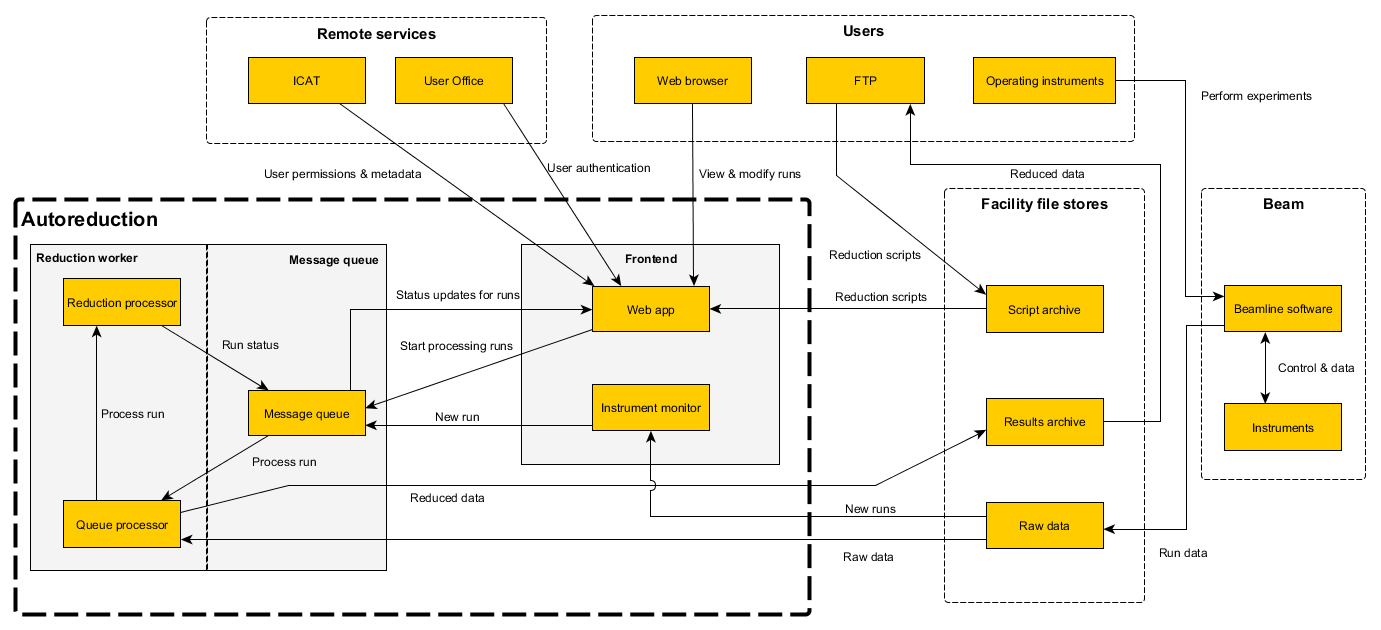 Remote services
Users
ICAT
User Office
Web browser
FTP
Operating instruments
Perform experiments
User permissions & metadata
User authentication
View & modify runs
Reduced data
Autoreduction
Facility file stores
Beam
Reduction worker
Message queue
Frontend
Reduction scripts
Reduction processor
Status updates for runs
Web app
Reduction scripts
Script archive
Beamline software
Run status
Start processing runs
Control & data
Process run
Message queue
New run
Instrument monitor
Results archive
Instruments
Process run
Reduced data
Queue processor
New runs
Raw data
Raw data
Run data